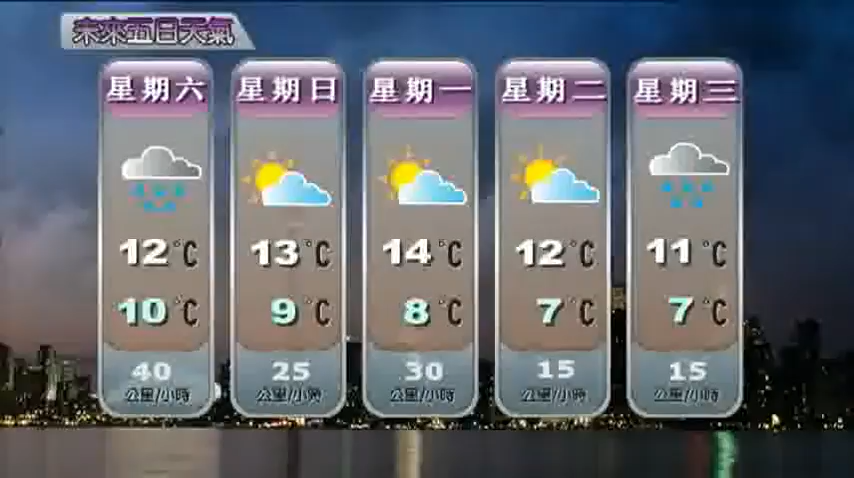 未來五日天氣
星期六
12°C
10°C
40
公里/小時
星期日
13°C
9°C
25
公里/小時
星期一
14°C
8°C
30
公里/小時
星期二
12°C
7°C
15
公里/小時
星期三
11°C
7°C
15
公里/小時